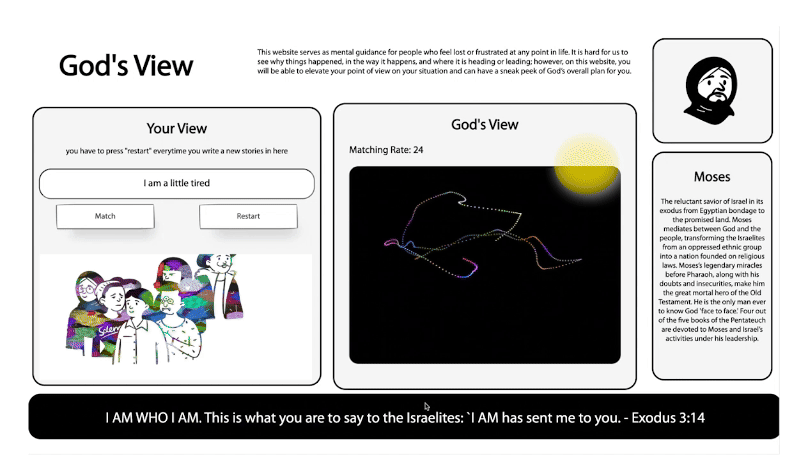 God's View
This website serves as mental guidance for people who feel lost or frustrated at any point in life. It is hard for us to
see why things happened, in the way it happens, and where it is heading or leading; however, on this website, you
will be able to elevate your point of view on your situation and can have a sneak peek of God's overall plan for you.
Your View
you have to press "restart" everytime you write a new stories in here
I am a little tired
Match
Restart
God's View
Matching Rate: 24
Moses
The reluctant savior of Israel in its
exodus from Egyptian bondage to
the promised land. Moses
mediates between God and the
people, transforming the Israelites
from an oppressed ethnic group
into a nation founded on religious
laws. Moses's legendary miracles
before Pharaoh, along with his
doubts and insecurities, make him
the great mortal hero of the Old
Testament. He is the only man ever
to know God 'face to face.' Four out
of the five books of the Pentateuch
are devoted to Moses and Israel's
activities under his leadership.
I AM WHO I AM. This is what you are to say to the Israelites: `I AM has sent me to you. - Exodus 3:14